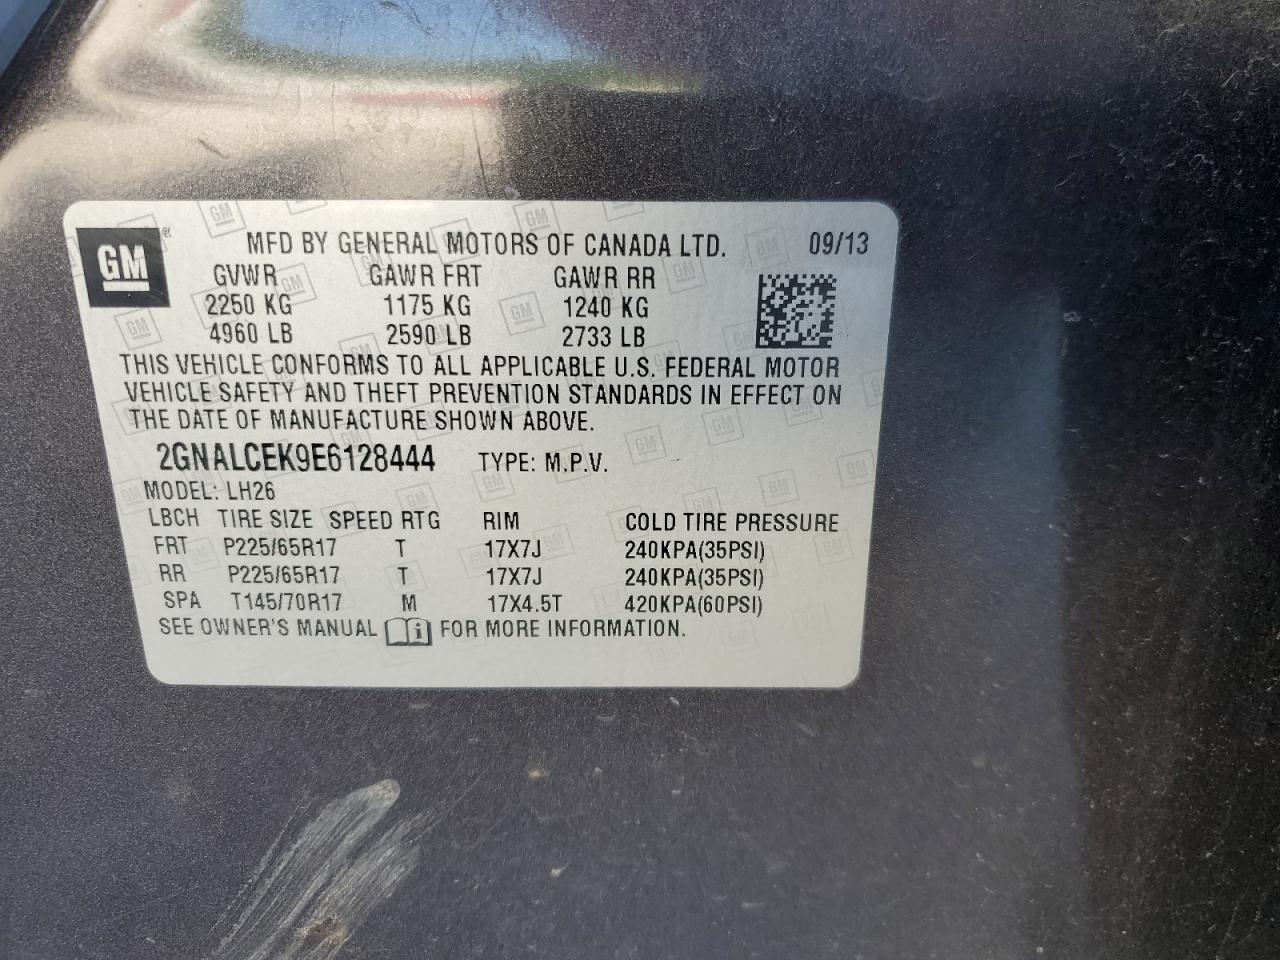 GM® MFD BY GENERAL MOTORS OF CANADA LTD. 09/13
GVWR GAWR FRT GAWR RR
2250 KG 1175 KG 1240 KG
4960 LB 2590 LB 2733 LB
THIS VEHICLE CONFORMS TO ALL APPLICABLE U.S. FEDERAL MOTOR
VEHICLE SAFETY AND THEFT PREVENTION STANDARDS IN EFFECT ON
THE DATE OF MANUFACTURE SHOWN ABOVE.
2GNALCEK9E6128444 TYPE: M.P.V.
MODEL: LH26
LBCH TIRE SIZE SPEED RTG RIM COLD TIRE PRESSURE
FRT P225/65R17 T 17X7J 240KPA(35PSI)
RR P225/65R17 T 17X7J 240KPA(35PSI)
SPA T145/70R17 M 17X4.5T 420KPA(60PSI)
SEE OWNER'S MANUAL i FOR MORE INFORMATION.